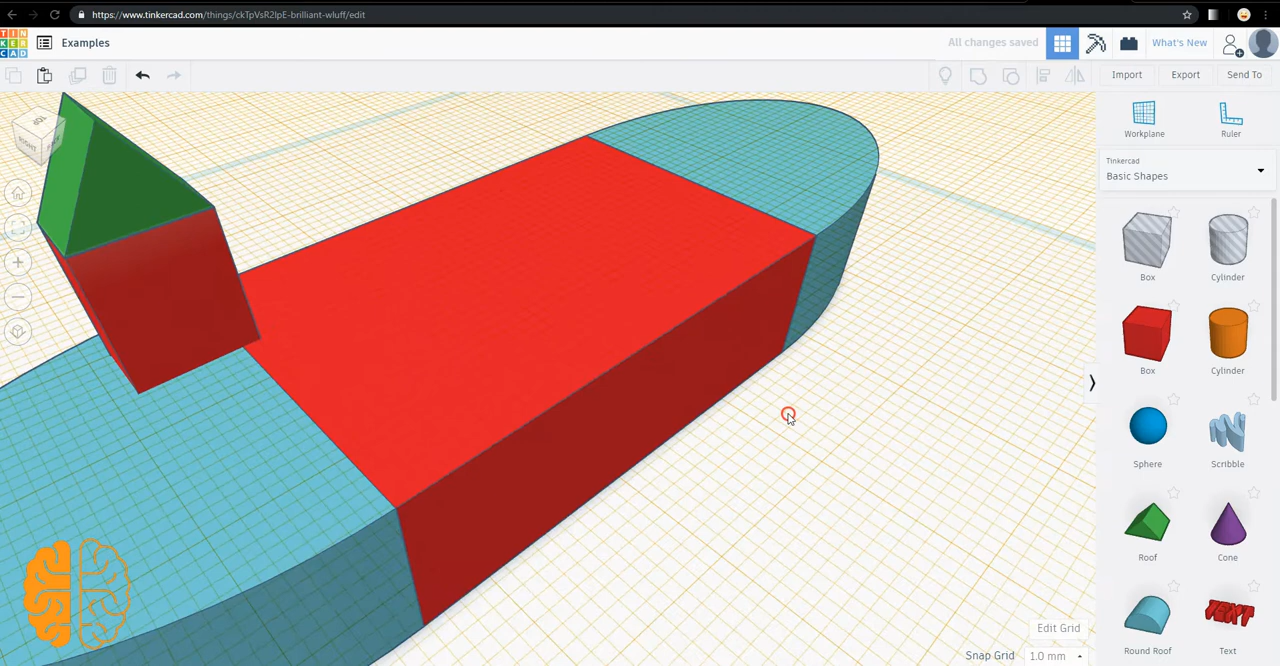 https://www.tinkercad.com/things/ckTpVsR2lpE-brilliant-wluff/edit
TIN
KER
CAD
Examples
All changes saved
What's New
Import
Export
Send To
TOP
RIGHT
Workplane
Ruler
Tinkercad
Basic Shapes
Box
Cylinder
Box
Cylinder
Sphere
Scribble
Roof
Cone
TEXT
Round Roof
Text
Edit Grid
Snap Grid 1.0 mm